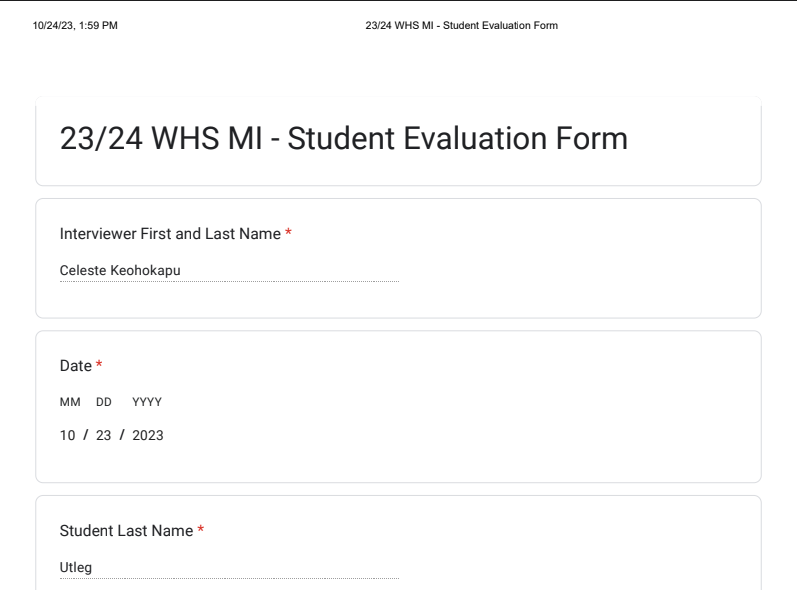 10/24/23, 1:59 PM 23/24 WHS MI - Student Evaluation Form
23/24 WHS MI - Student Evaluation Form
Interviewer First and Last Name *
Celeste Keohokapu
Date *
MM DD YYYY
10 / 23 / 2023
Student Last Name *
Utleg